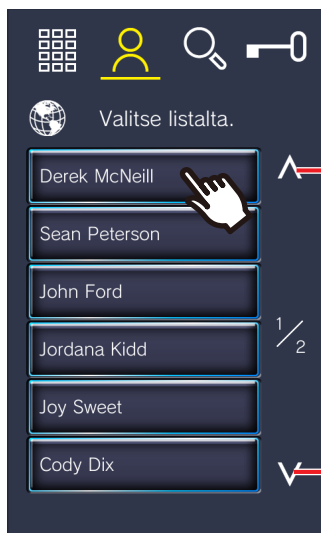 Valitse listalta.
Derek McNeill
Sean Peterson
John Ford
1/2
Jordana Kidd
Joy Sweet
Cody Dix